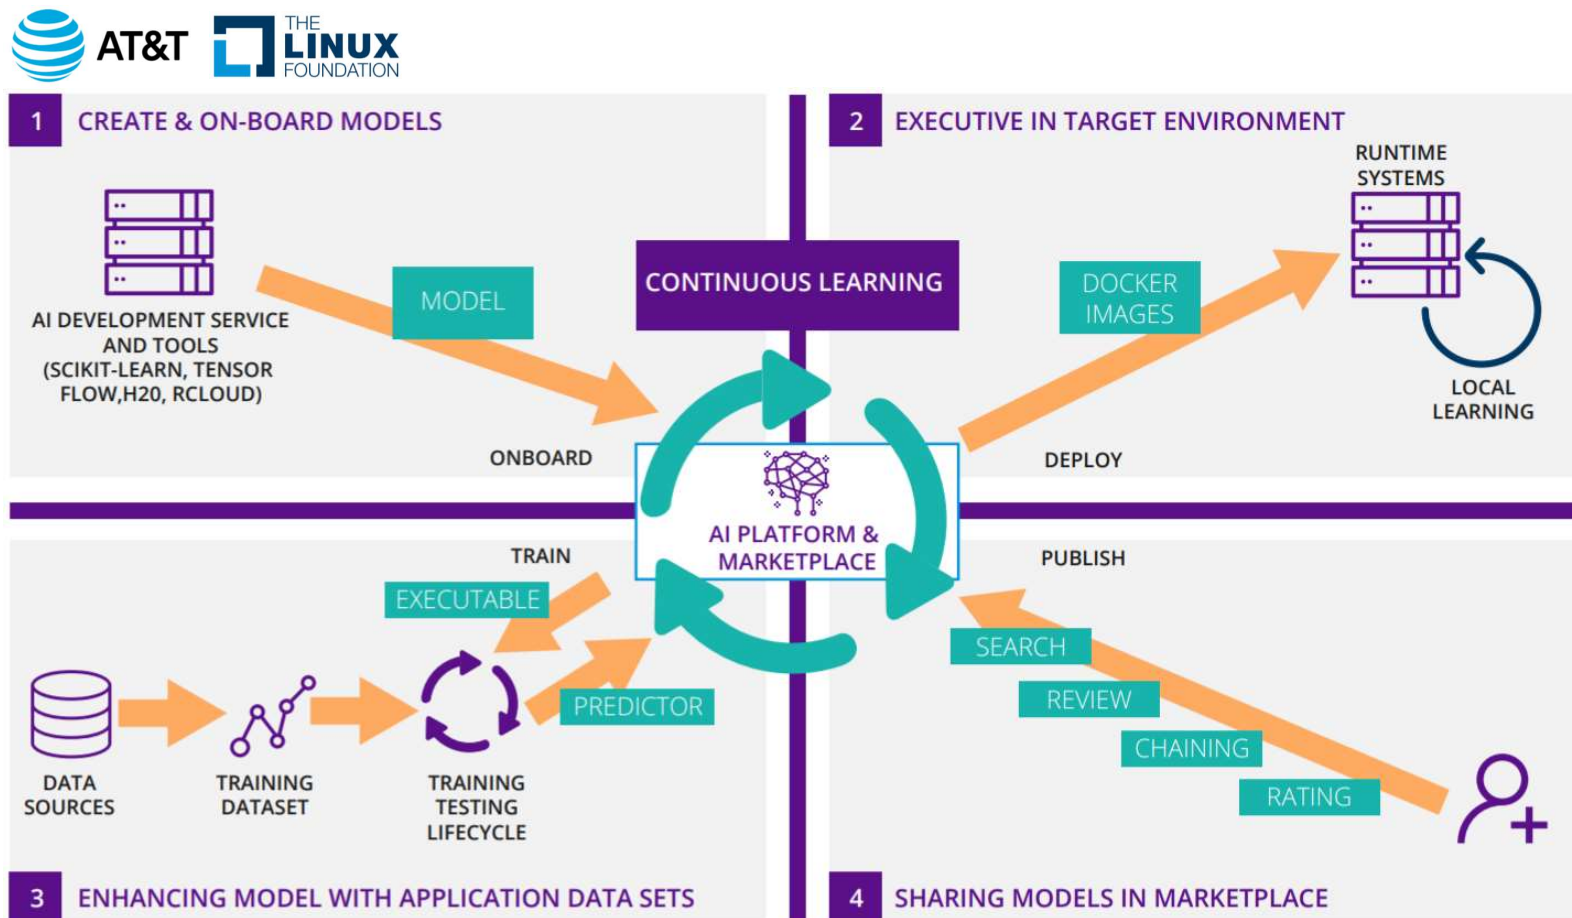 AT&T
THE
LINUX
FOUNDATION
1
CREATE & ON-BOARD MODELS
AI DEVELOPMENT SERVICE
AND TOOLS
(SCIKIT-LEARN, TENSOR
FLOW,H20, RCLOUD)
MODEL
ONBOARD
CONTINUOUS LEARNING
2
EXECUTIVE IN TARGET ENVIRONMENT
RUNTIME
SYSTEMS
DOCKER
IMAGES
LOCAL
LEARNING
DEPLOY
AI PLATFORM &
MARKETPLACE
TRAIN
EXECUTABLE
PREDICTOR
DATA
SOURCES
TRAINING
DATASET
TRAINING
TESTING
LIFECYCLE
3
ENHANCING MODEL WITH APPLICATION DATA SETS
PUBLISH
SEARCH
REVIEW
CHAINING
RATING
4
SHARING MODELS IN MARKETPLACE